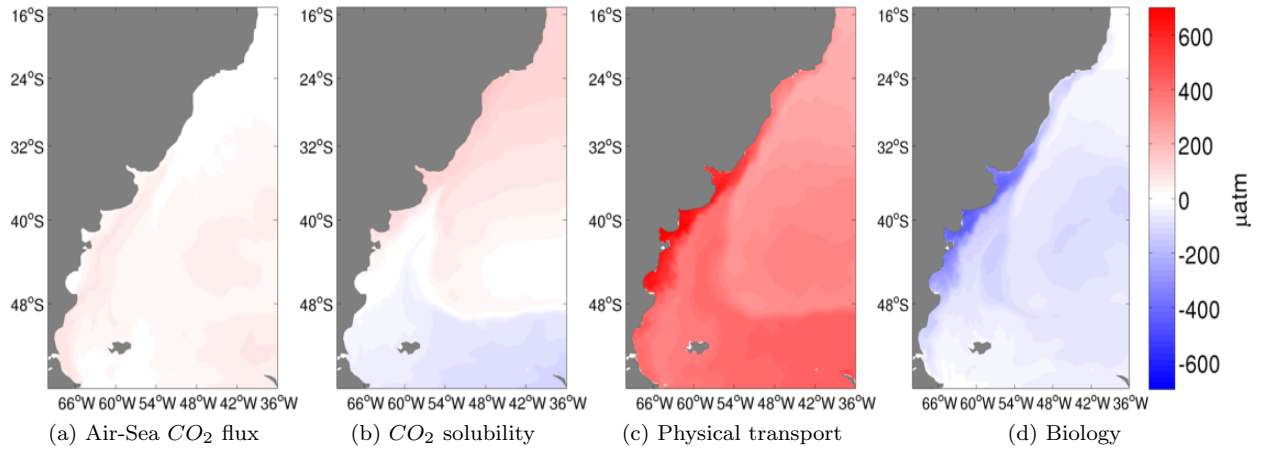 16°S 24°S 32°S 40°S 48°S
66°W 60°W 54°W 48°W 42°W 36°W
(a) Air-Sea CO₂ flux
16°S 24°S 32°S 40°S 48°S
66°W 60°W 54°W 48°W 42°W 36°W
(b) CO₂ solubility
16°S 24°S 32°S 40°S 48°S
66°W 60°W 54°W 48°W 42°W 36°W
(c) Physical transport
16°S 24°S 32°S 40°S 48°S
66°W 60°W 54°W 48°W 42°W 36°W
(d) Biology
600
400
200
0
-200
-400
-600
µatm